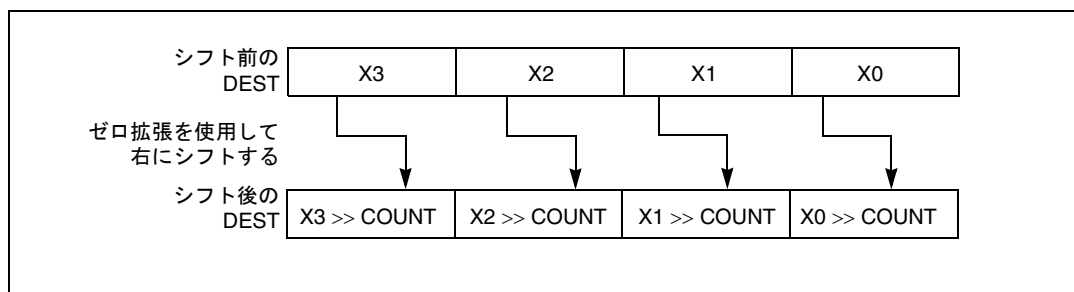 シフト前の
DEST
X3 X2 X1 X0
ゼロ拡張を使用して
右にシフトする
シフト後の
DEST
X3 >> COUNT X2 >> COUNT X1 >> COUNT X0 >> COUNT